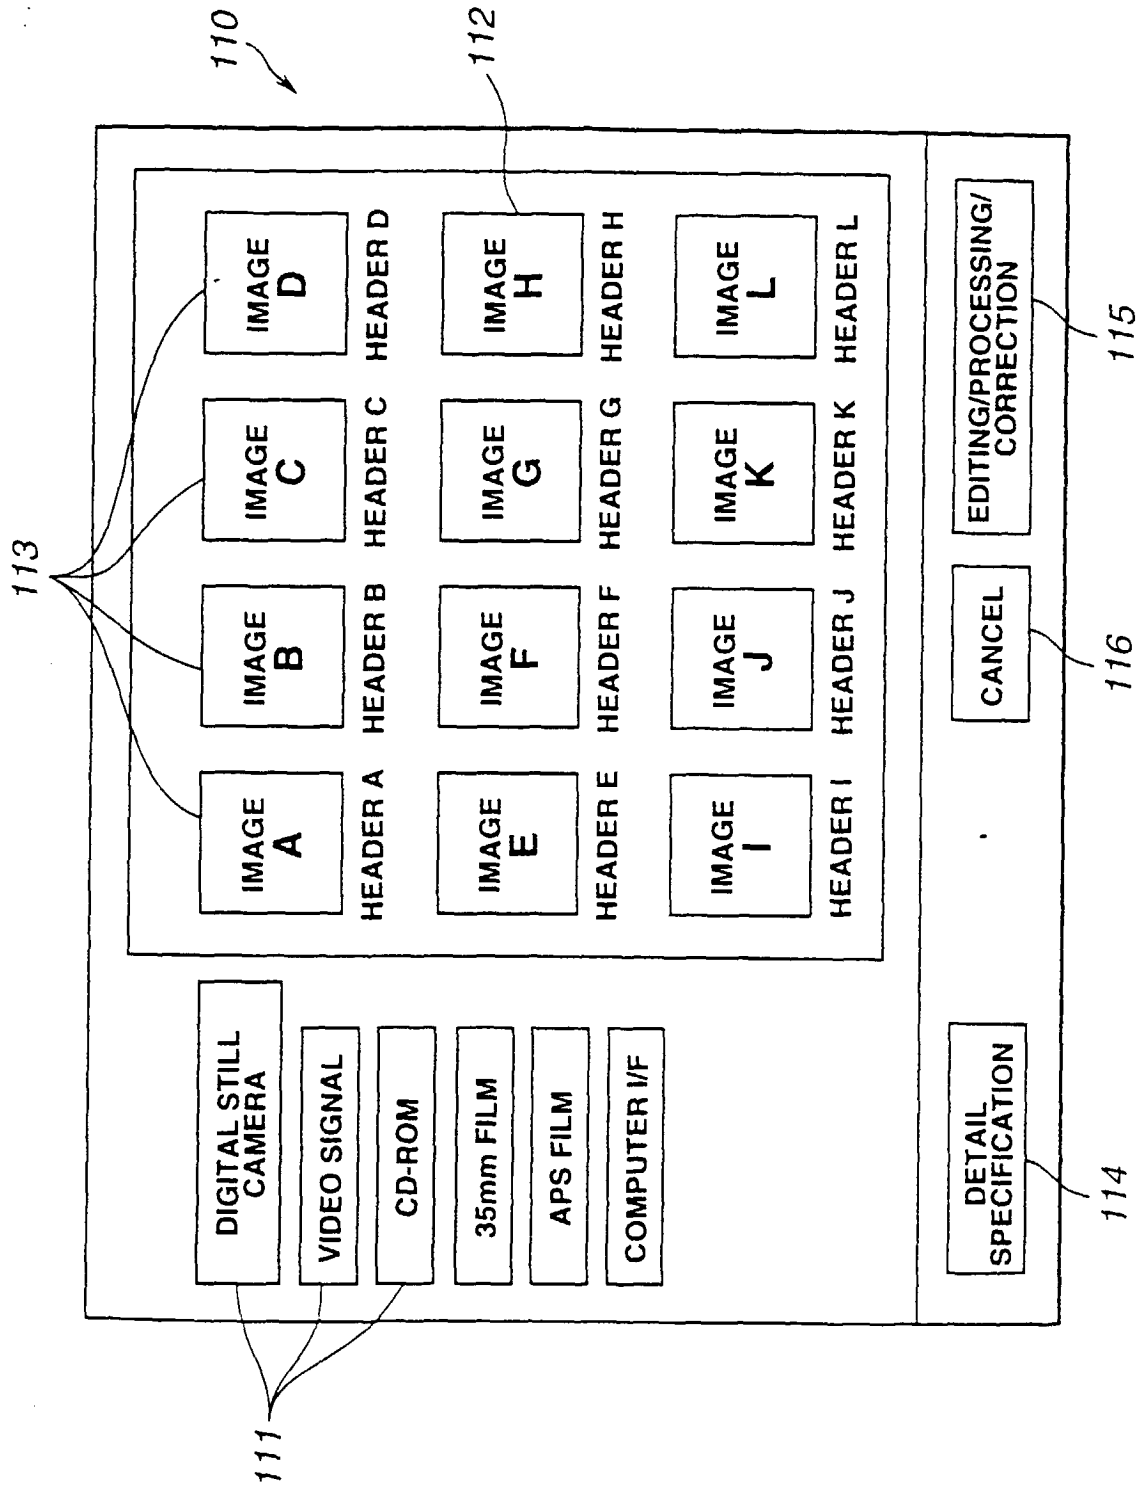 110
113
112
DIGITAL STILL
CAMERA
VIDEO SIGNAL
CD-ROM
35mm FILM
APS FILM
COMPUTER I/F
111
IMAGE
A
HEADER A
IMAGE
B
HEADER B
IMAGE
C
HEADER C
IMAGE
D
HEADER D
IMAGE
E
HEADER E
IMAGE
F
HEADER F
IMAGE
G
HEADER G
IMAGE
H
HEADER H
IMAGE
I
HEADER I
IMAGE
J
HEADER J
IMAGE
K
HEADER K
IMAGE
L
HEADER L
DETAIL
SPECIFICATION
CANCEL
EDITING/PROCESSING/
CORRECTION
114
116
115